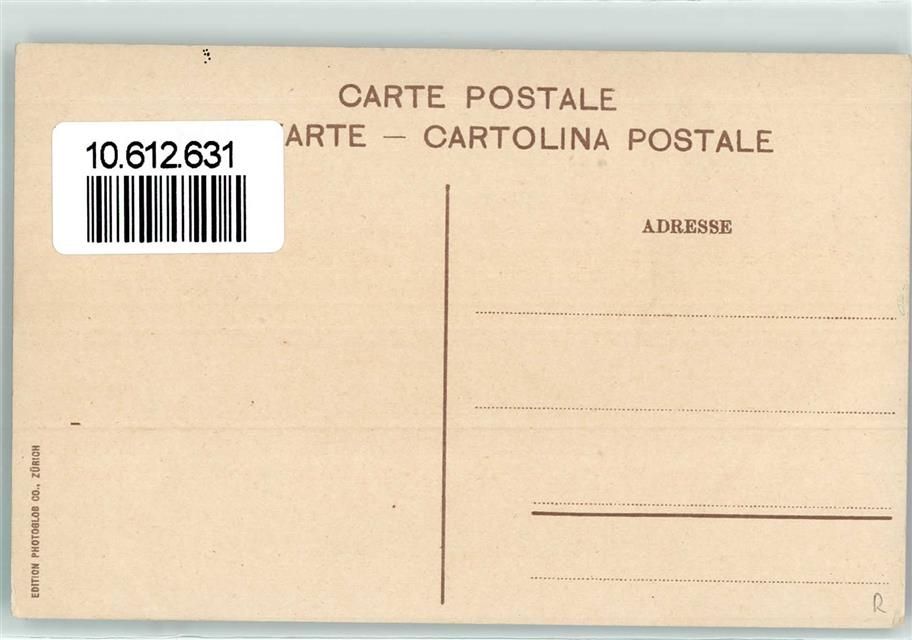 CARTE POSTALE
ARTE — CARTOLINA POSTALE
10.612.631
ADRESSE
EDITION PHOTOGLOB CO., ZÜRICH
R